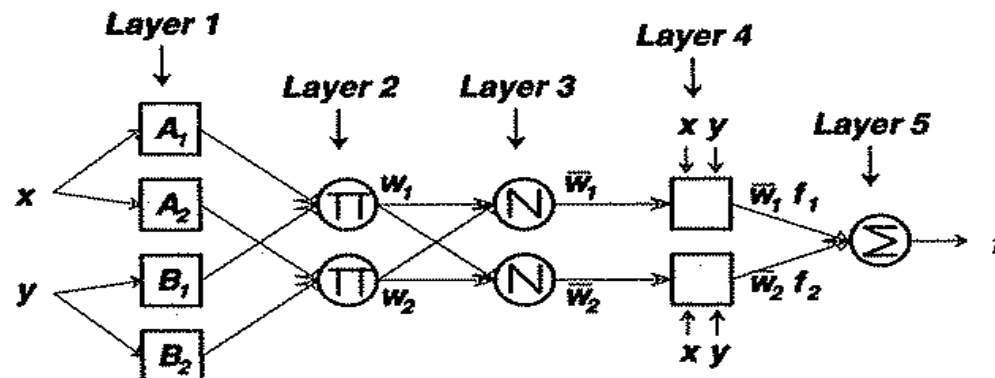 Layer 1
Layer 2
Layer 3
Layer 4
Layer 5
x
y
A₁
A₂
B₁
B₂
Π
Π
w₁
w₂
N
N
w̅₁
w̅₂
x y
x y
w̅₁ f₁
w̅₂ f₂
Σ